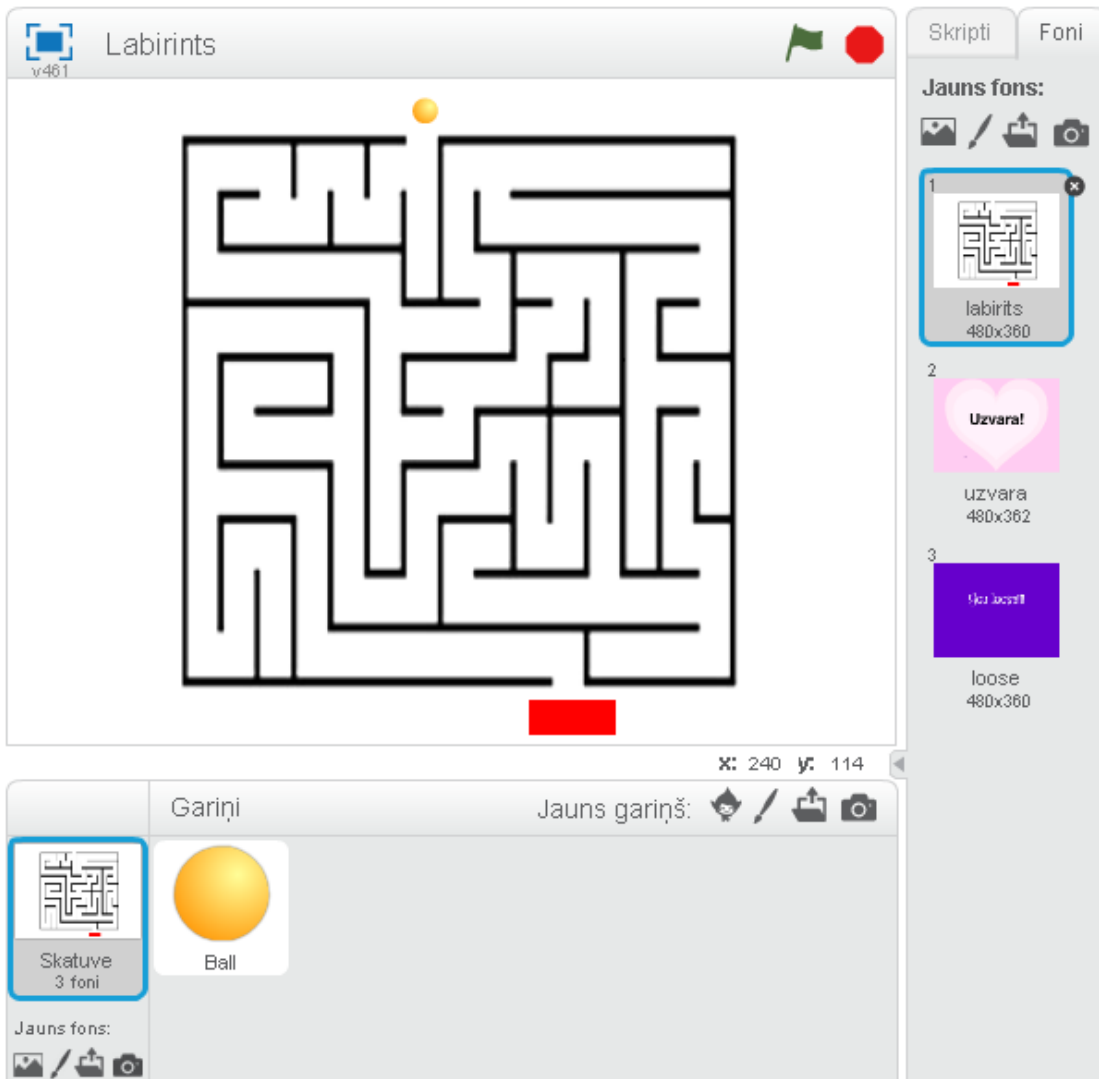 Labirints
v461
Skripti
Foni
Jauns fons:
1
labirits
480x360
2
Uzvara!
uzvara
480x362
3
loose
480x360
x: 240 y: 114
Gariņi
Jauns gariņš:
Skatuve
3 foni
Ball
Jauns fons: